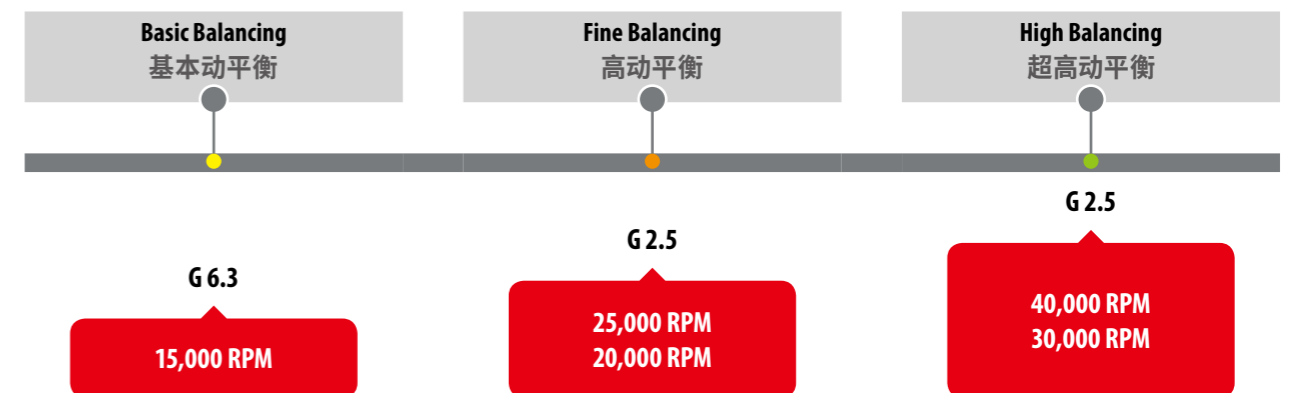 Basic Balancing
基本动平衡
Fine Balancing
高动平衡
High Balancing
超高动平衡
G 6.3
15,000 RPM
G 2.5
25,000 RPM
20,000 RPM
G 2.5
40,000 RPM
30,000 RPM